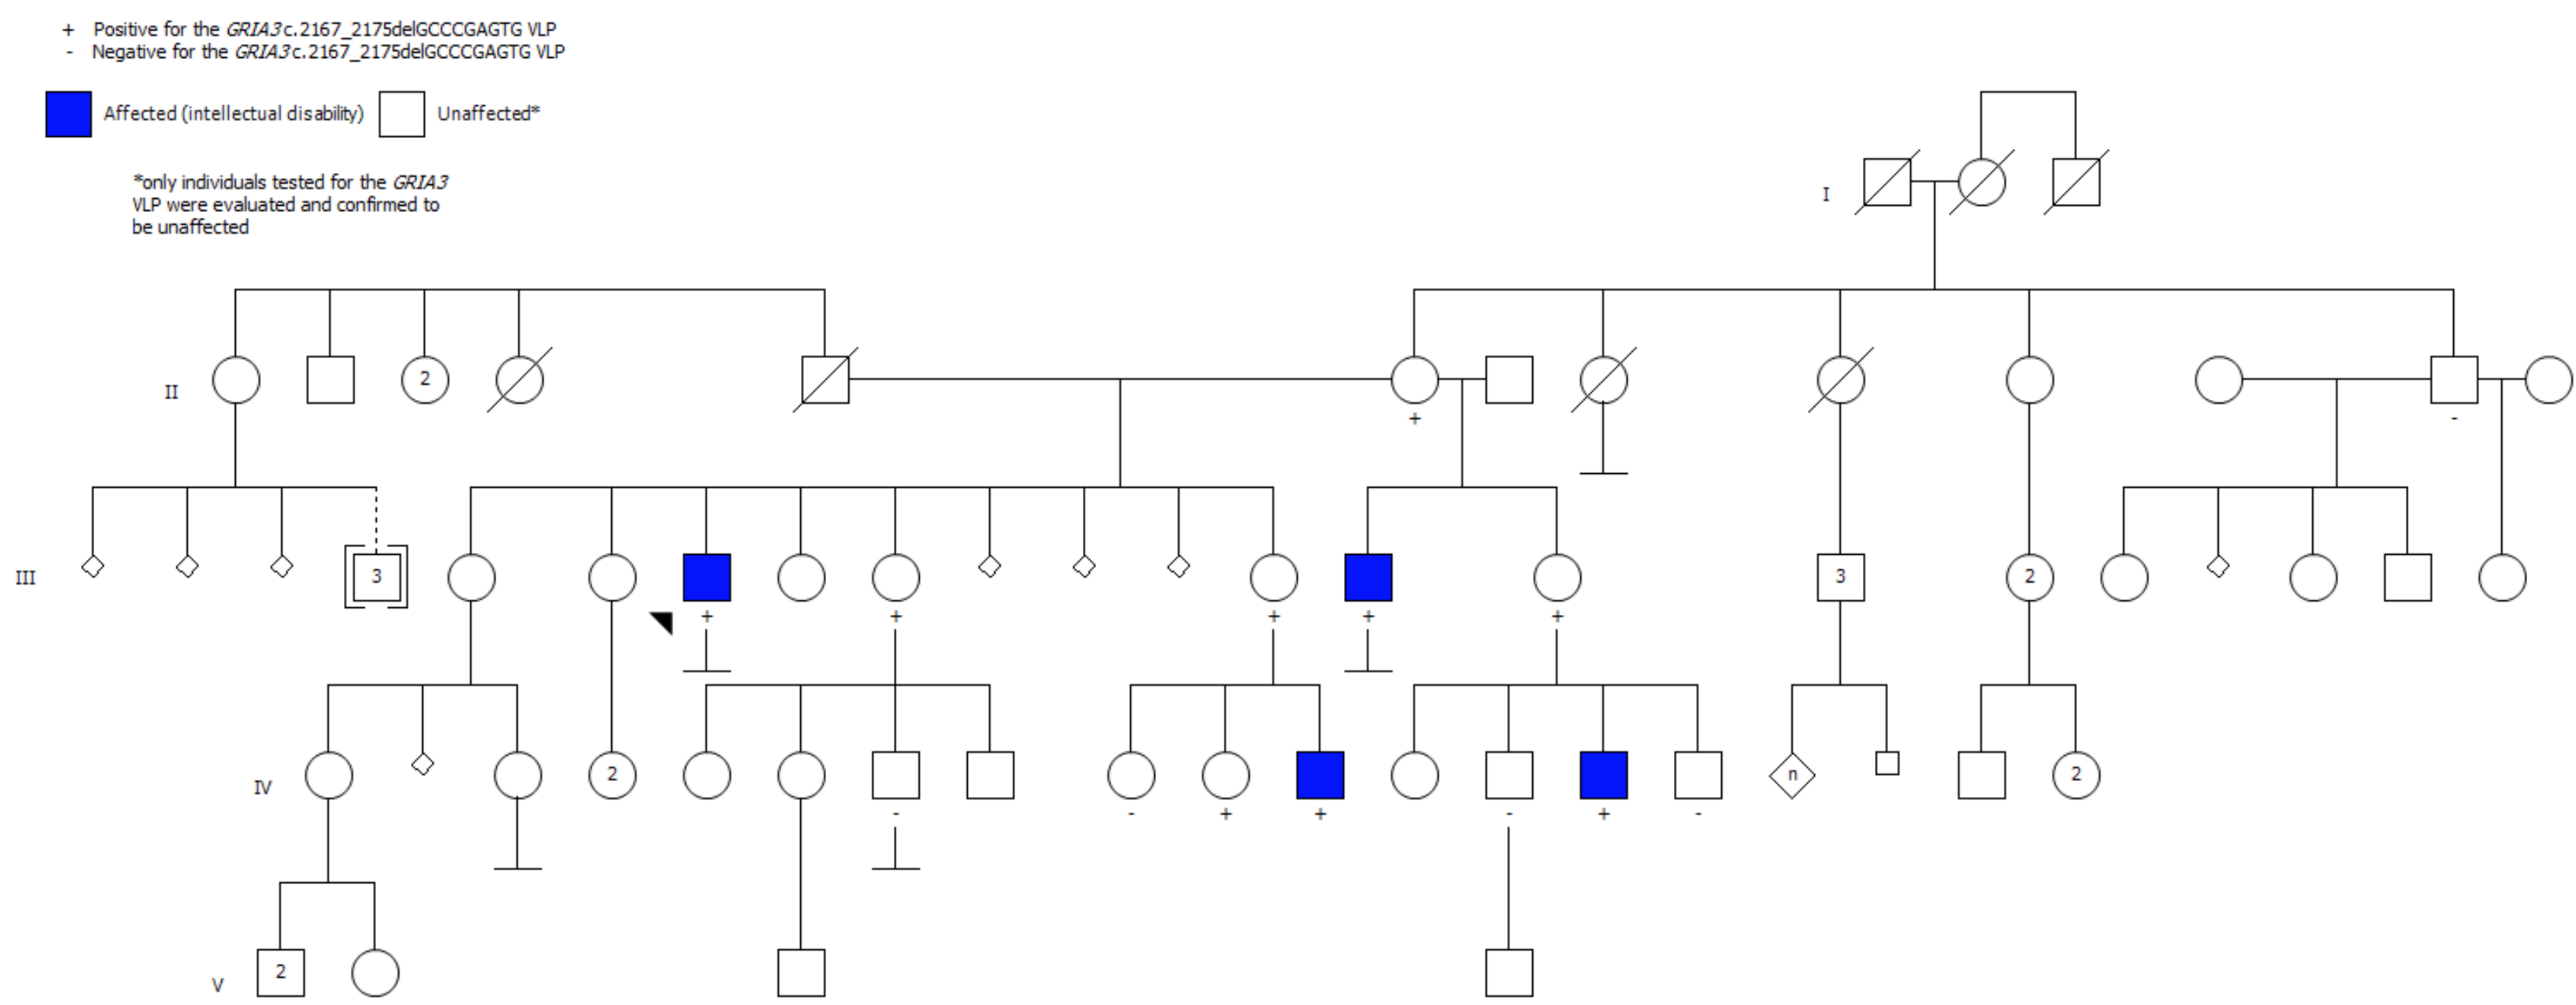 + Positive for the GRIA3 c.2167_2175delGCCCGAGTG VLP
- Negative for the GRIA3 c.2167_2175delGCCCGAGTG VLP
Affected (intellectual disability) Unaffected*
*only individuals tested for the GRIA3
VLP were evaluated and confirmed to
be unaffected
I
II 2
+ -
III 3 3 2
+ + + + +
IV 2 n 2
- - + + - + -
V 2